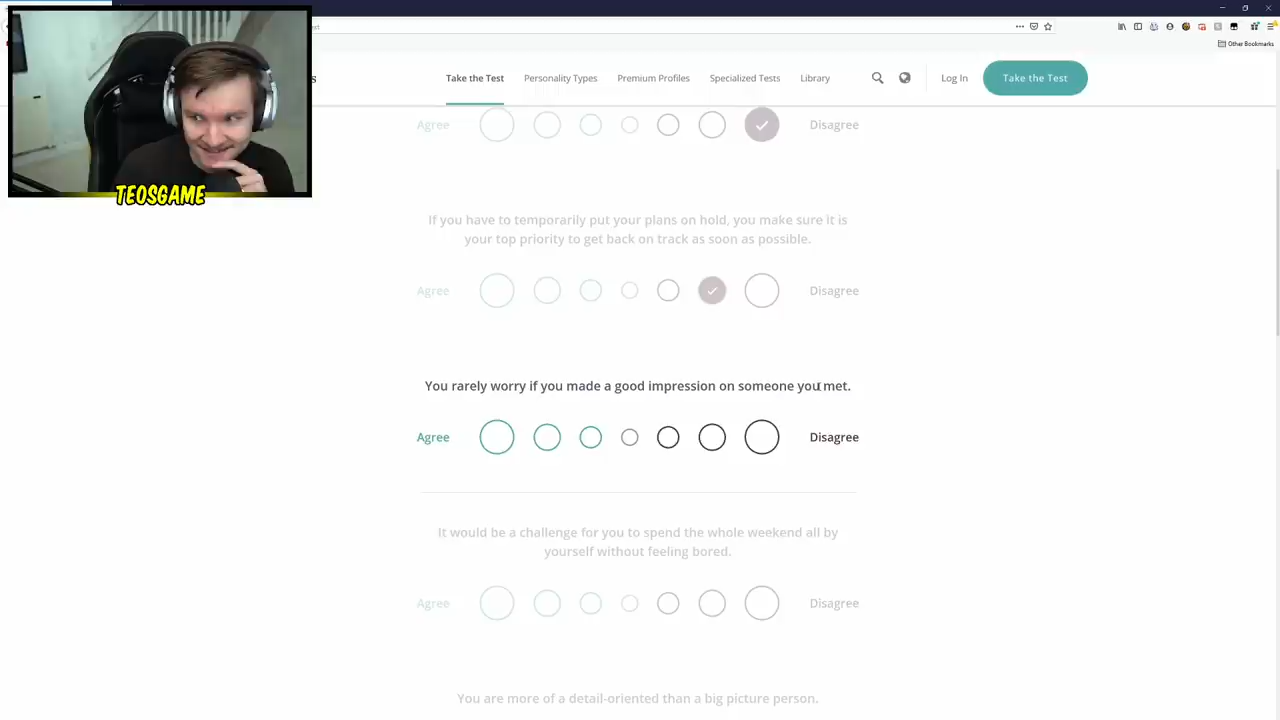 Other Bookmarks
Take the Test
Personality Types
Premium Profiles
Specialized Tests
Library
Log In
Take the Test
TEOSGAME
Agree
Disagree
If you have to temporarily put your plans on hold, you make sure it is
your top priority to get back on track as soon as possible.
Agree
Disagree
You rarely worry if you made a good impression on someone you met.
Agree
Disagree
It would be a challenge for you to spend the whole weekend all by
yourself without feeling bored.
Agree
Disagree
You are more of a detail-oriented than a big picture person.